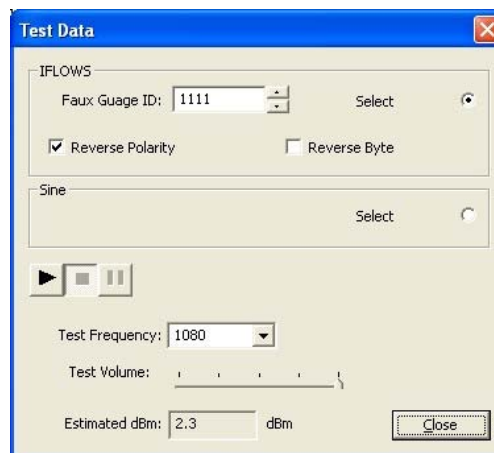 Test Data
IFLOWS
Faux Guage ID: 1111 Select
Reverse Polarity Reverse Byte
Sine
Select
Test Frequency: 1080
Test Volume:
Estimated dBm: 2.3 dBm Close